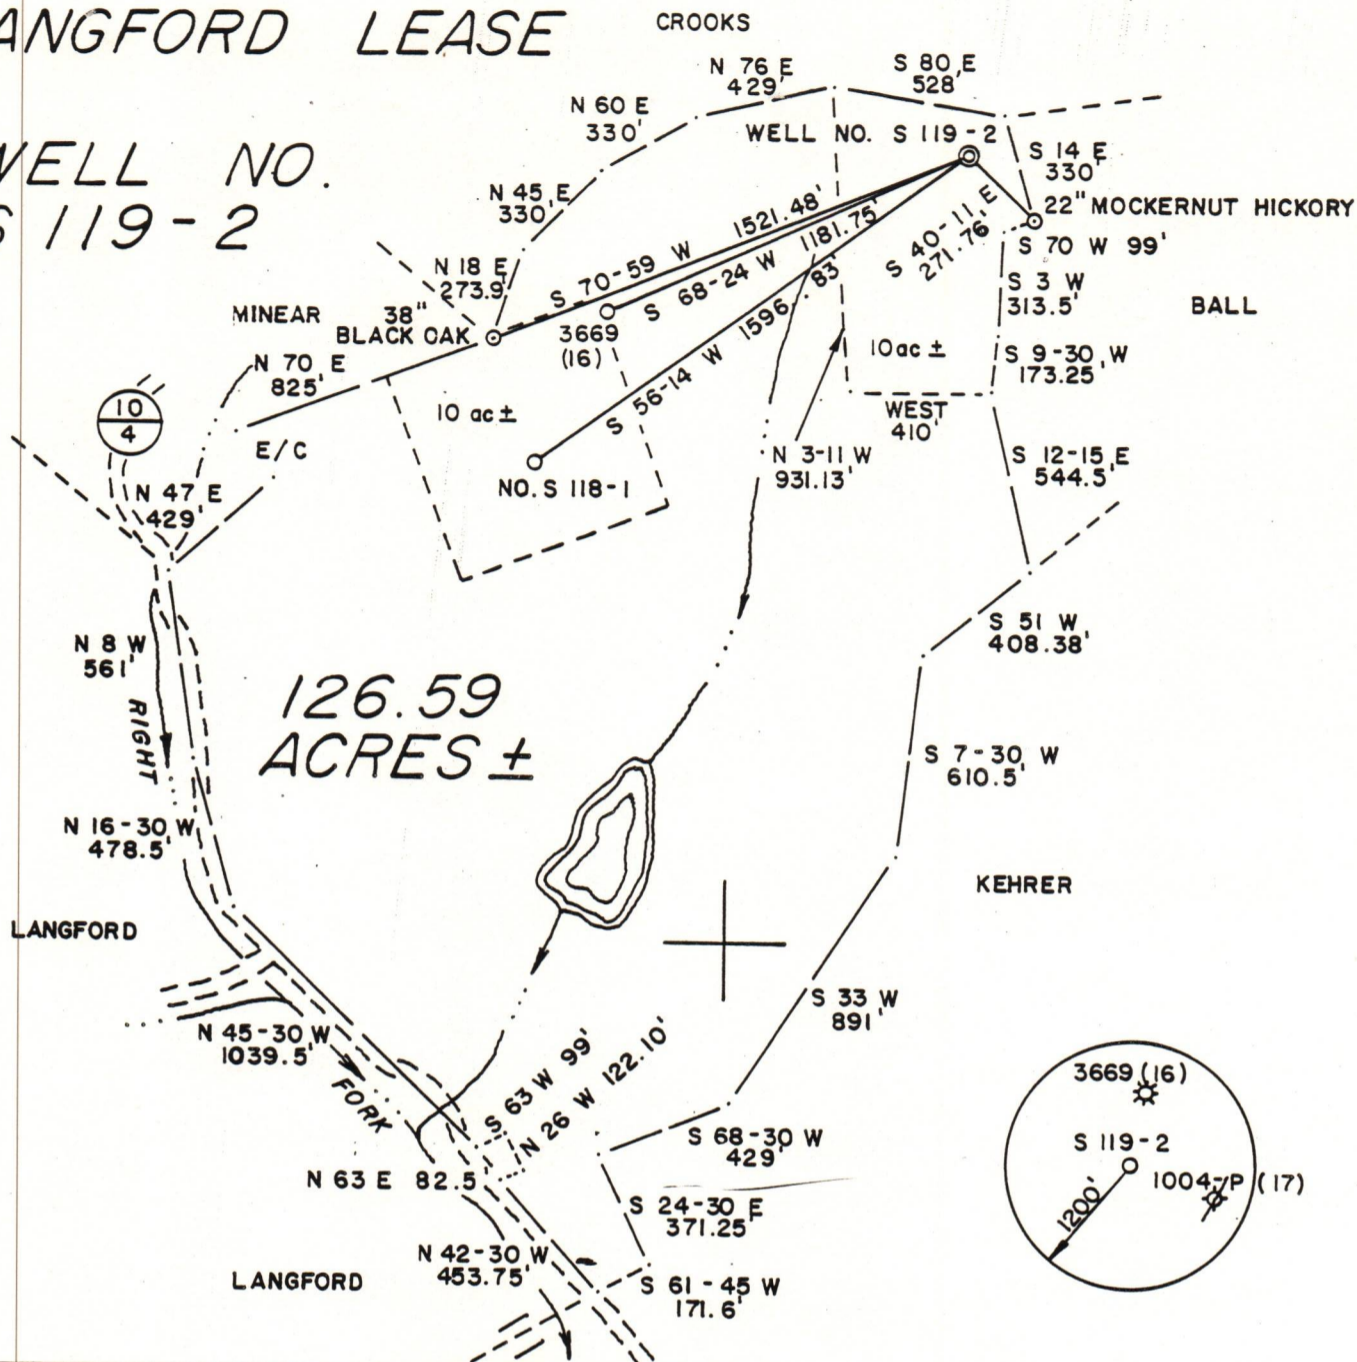 ANGFORD LEASE
CROOKS
WELL NO.
S 119-2
N 76 E
429'
S 80 E
528'
N 60 E
330'
WELL NO. S 119-2
S 14 E
330'
N 45 E
330'
22" MOCKERNUT HICKORY
S 70 W 99'
N 18 E
273.9'
S 70-59 W 1521.48'
S 68-24 W 1181.75'
S 56-14 W 1596.83'
S 40-11 E
271.76'
S 3 W
313.5'
BALL
MINEAR
38"
BLACK OAK
3669
(16)
10ac ±
S 9-30 W
173.25'
N 70 E
825'
10
4
10 ac ±
WEST
410'
E/C
N 3-11 W
931.13'
S 12-15 E
544.5'
N 47 E
429'
NO. S 118-1
N 8 W
561'
S 51 W
408.38'
126.59
ACRES ±
RIGHT
S 7-30 W
610.5'
N 16-30 W
478.5'
KEHRER
LANGFORD
S 33 W
891'
N 45-30 W
1039.5'
FORK
S 63 W 99'
N 26 W 122.10'
3669 (16)
S 119-2
1004-P (17)
1200'
S 68-30 W
429'
N 63 E 82.5'
S 24-30 E
371.25'
N 42-30 W
453.75'
LANGFORD
S 61-45 W
171.6'